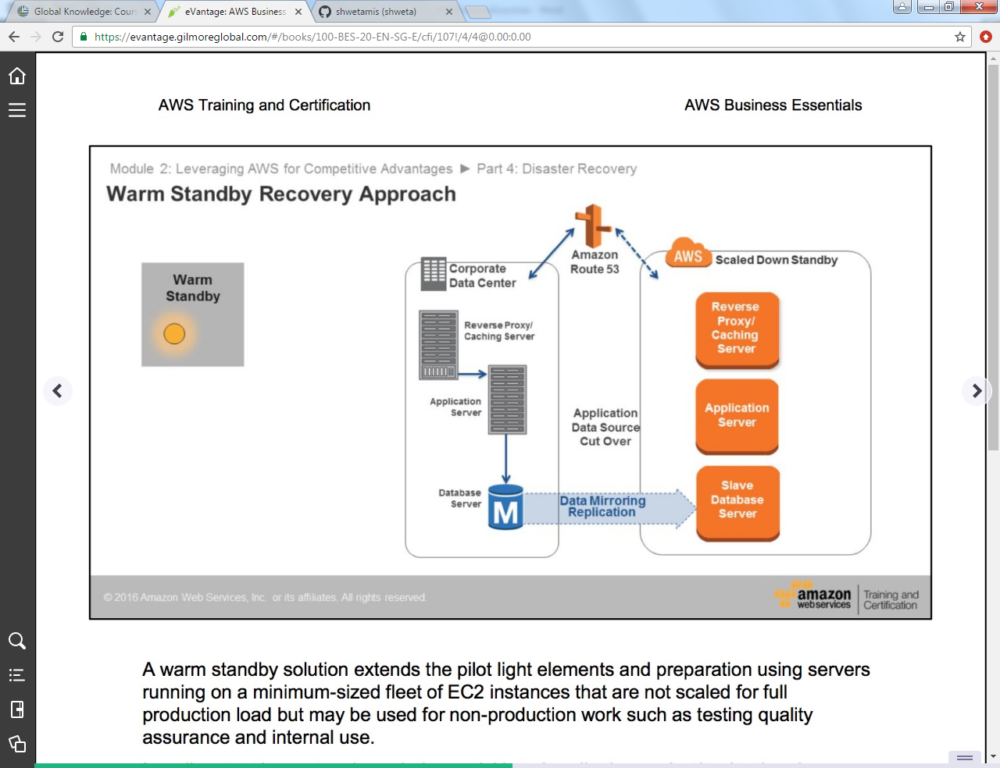 Global Knowledge: Cour
eVantage: AWS Business
shwetamis (shweta)
https://evantage.gilmoreglobal.com/#/books/100-BES-20-EN-SG-E/cfi/107!/4/4@0.00:0.00
AWS Training and Certification
AWS Business Essentials
Module 2: Leveraging AWS for Competitive Advantages ► Part 4: Disaster Recovery
Warm Standby Recovery Approach
Warm
Standby
Amazon
Route 53
Corporate
Data Center
Reverse Proxy/
Caching Server
Application
Server
Database
Server
M
Application
Data Source
Cut Over
Data Mirroring
Replication
AWS
Scaled Down Standby
Reverse
Proxy/
Caching
Server
Application
Server
Slave
Database
Server
© 2016 Amazon Web Services, Inc. or its affiliates. All rights reserved.
amazon
webservices
Training and
Certification
A warm standby solution extends the pilot light elements and preparation using servers
running on a minimum-sized fleet of EC2 instances that are not scaled for full
production load but may be used for non-production work such as testing quality
assurance and internal use.